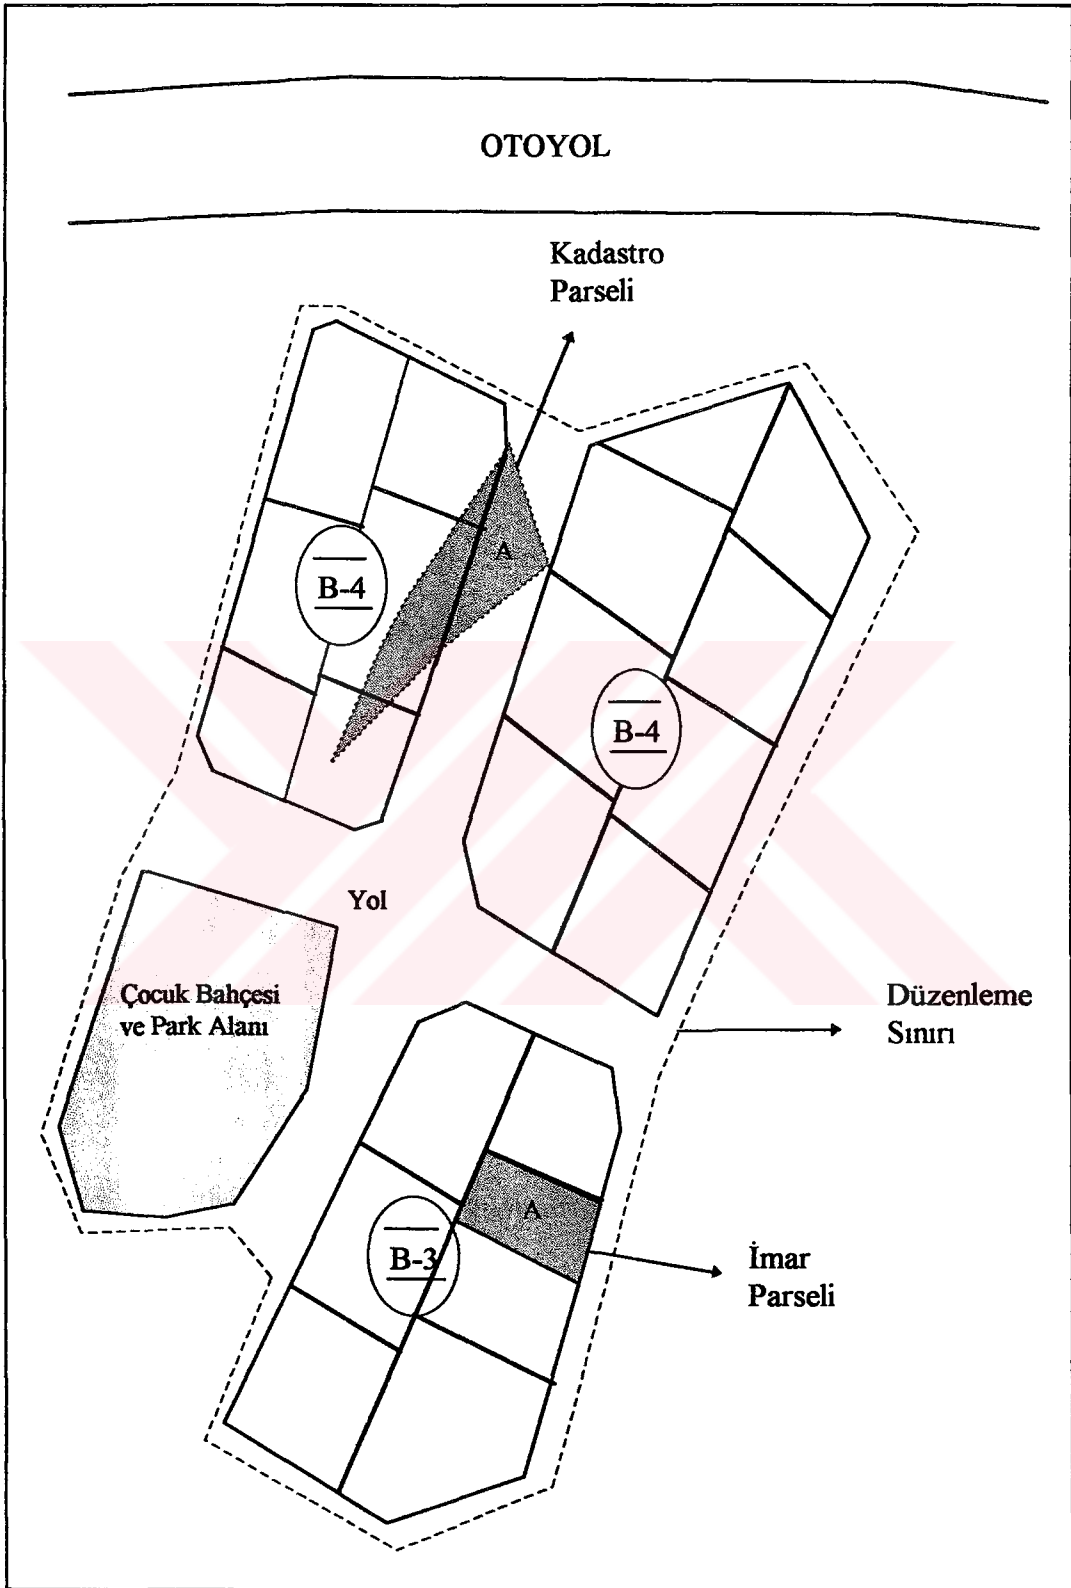 OTOYOL
Kadastro
Parseli
A
B-4
B-4
Yol
Çocuk Bahçesi
ve Park Alanı
Düzenleme
Sınırı
A
B-3
İmar
Parseli